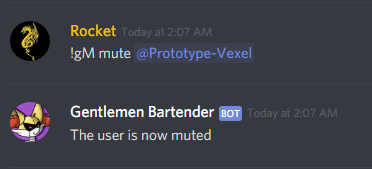 Rocket Today at 2:07 AM
!gM mute @Prototype-Vexel
Gentlemen Bartender BOT Today at 2:07 AM
The user is now muted